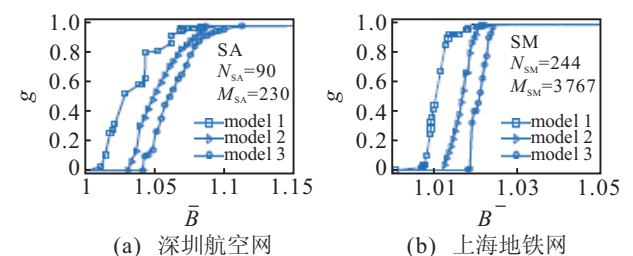 1.0
0.8
0.6
0.4
0.2
0
g
SA
N_SA=90
M_SA=230
model 1
model 2
model 3
1 1.05 1.1 1.15
B̄
(a) 深圳航空网
1.0
0.8
0.6
0.4
0.2
0
g
SM
N_SM=244
M_SM=3 767
model 1
model 2
model 3
1.01 1.03 1.05
B ‾
(b) 上海地铁网